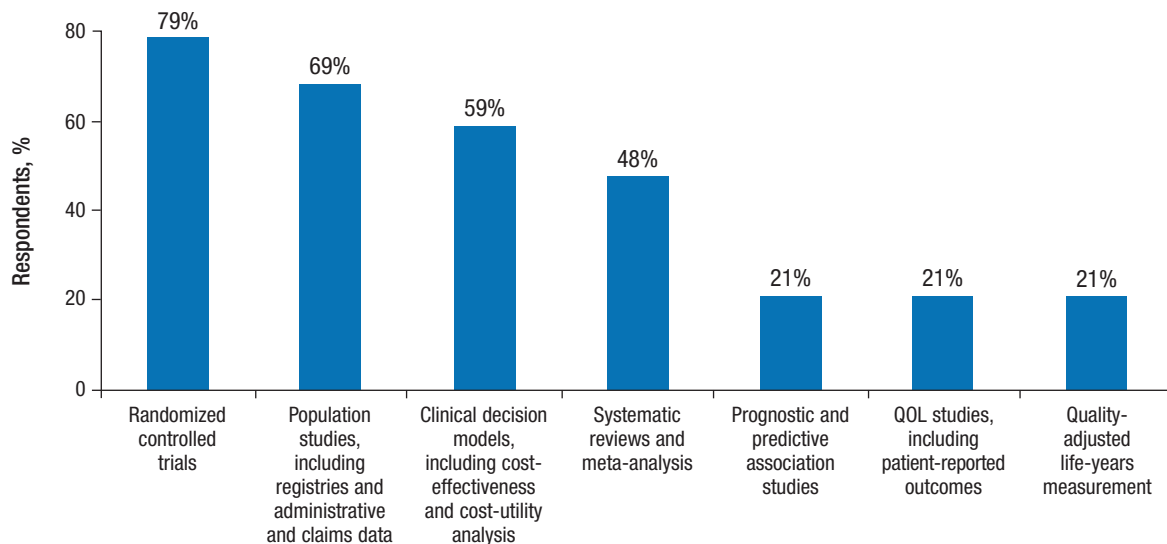 Respondents, %
80
60
40
20
0
79%
69%
59%
48%
21%
21%
21%
Randomized
controlled
trials
Population
studies,
including
registries and
administrative
and claims data
Clinical decision
models,
including cost-
effectiveness
and cost-utility
analysis
Systematic
reviews and
meta-analysis
Prognostic and
predictive
association
studies
QOL studies,
including
patient-reported
outcomes
Quality-
adjusted
life-years
measurement